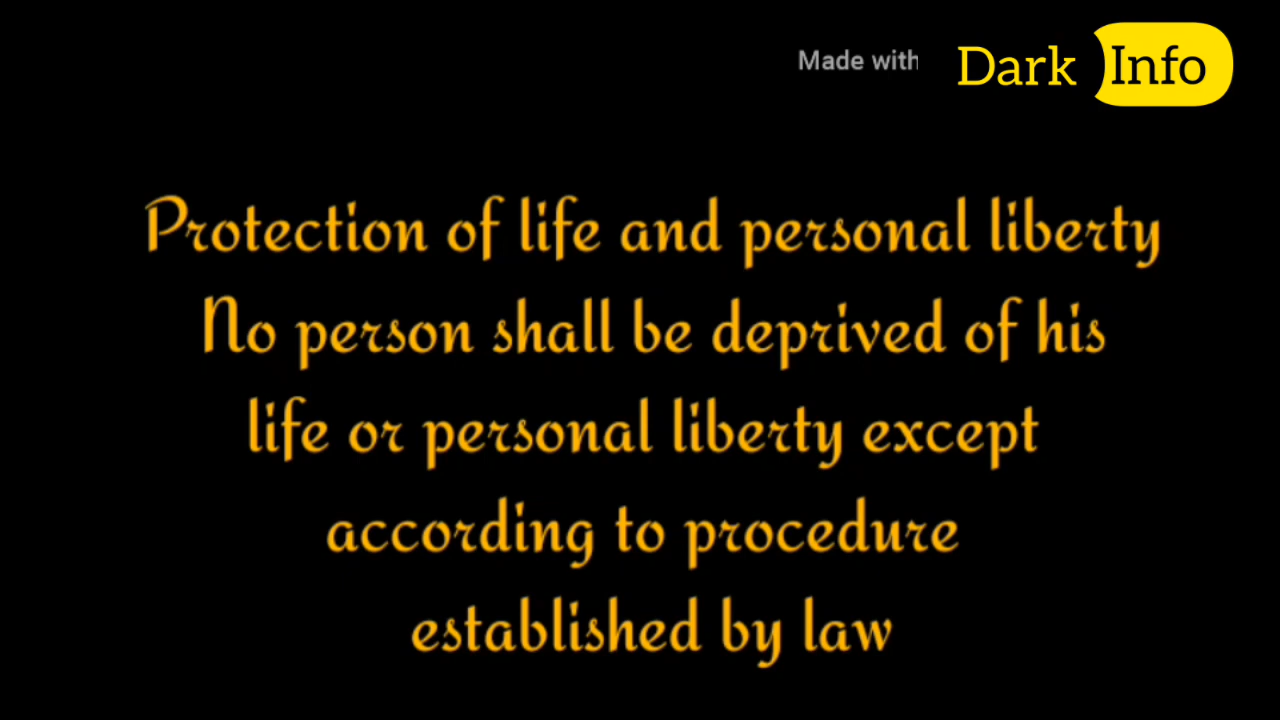 Made with Dark Info
Protection of life and personal liberty
No person shall be deprived of his
life or personal liberty except
according to procedure
established by law